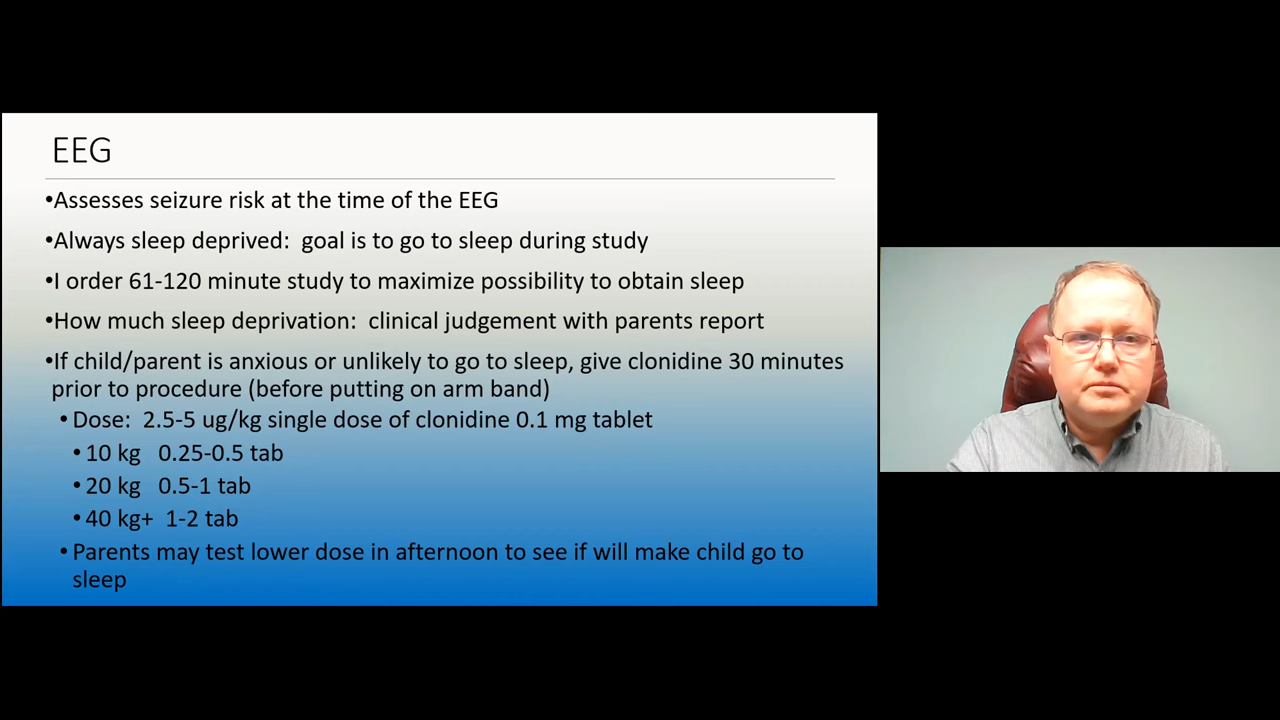 EEG
•Assesses seizure risk at the time of the EEG
•Always sleep deprived:  goal is to go to sleep during study
•I order 61-120 minute study to maximize possibility to obtain sleep
•How much sleep deprivation:  clinical judgement with parents report
•If child/parent is anxious or unlikely to go to sleep, give clonidine 30 minutes
prior to procedure (before putting on arm band)
• Dose:  2.5-5 ug/kg single dose of clonidine 0.1 mg tablet
• 10 kg   0.25-0.5 tab
• 20 kg   0.5-1 tab
• 40 kg+  1-2 tab
• Parents may test lower dose in afternoon to see if will make child go to
sleep